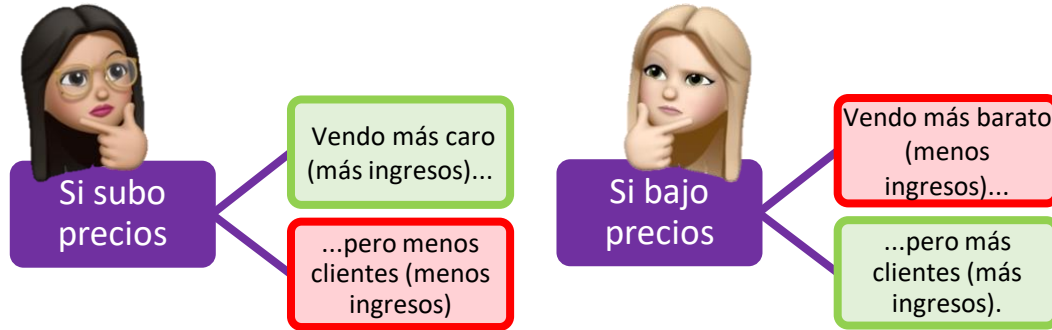 Si subo
precios
Vendo más caro
(más ingresos)...
...pero menos
clientes (menos
ingresos)
Si bajo
precios
Vendo más barato
(menos
ingresos)...
...pero más
clientes (más
ingresos).